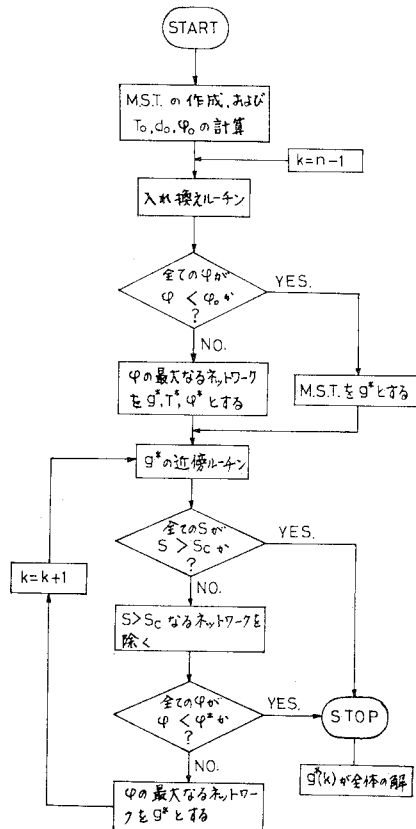 START
M.S.T. の作成、および
To, do, φo の計算
k=n-1
入れ換えルーチン
全てのφが
φ < φo か
?
YES.
NO.
φの最大なるネットワーク
を g*, T*, φ* とする
M.S.T.を g* とする
g* の近傍ルーチン
全てのSが
S > Sc か
?
YES.
k=k+1
NO.
S>Sc なるネットワークを
除く
全てのφが
φ < φ* か
?
YES.
STOP
NO.
g*(k)が全体の解
φの最大なるネットワー
クを g* とする